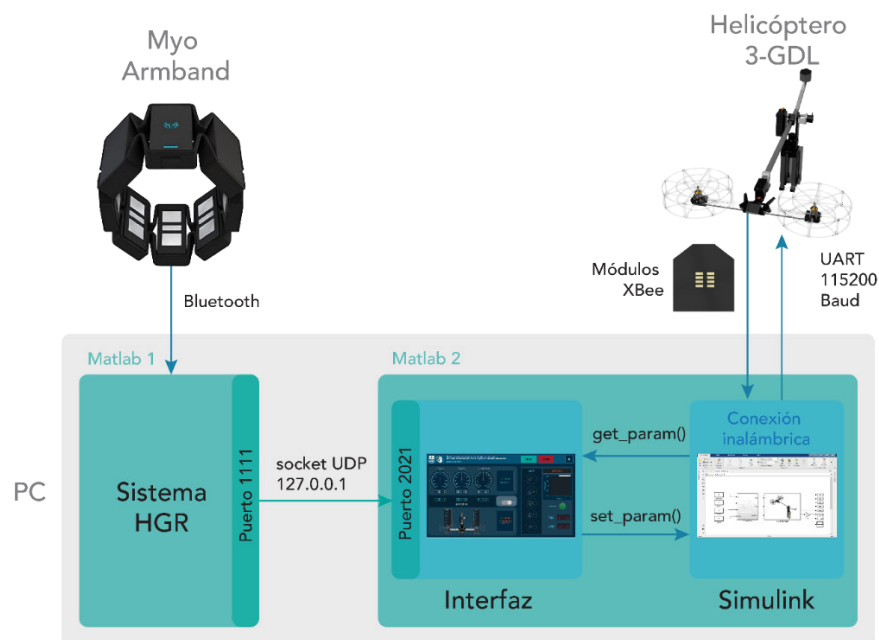 Myo
Armband
Helicóptero
3-GDL
Bluetooth
Módulos
XBee
UART
115200
Baud
PC
Matlab 1
Sistema
HGR
Puerto 1111
socket UDP
127.0.0.1
Matlab 2
Puerto 2021
Interfaz
get_param()
set_param()
Conexión
inalámbrica
Simulink